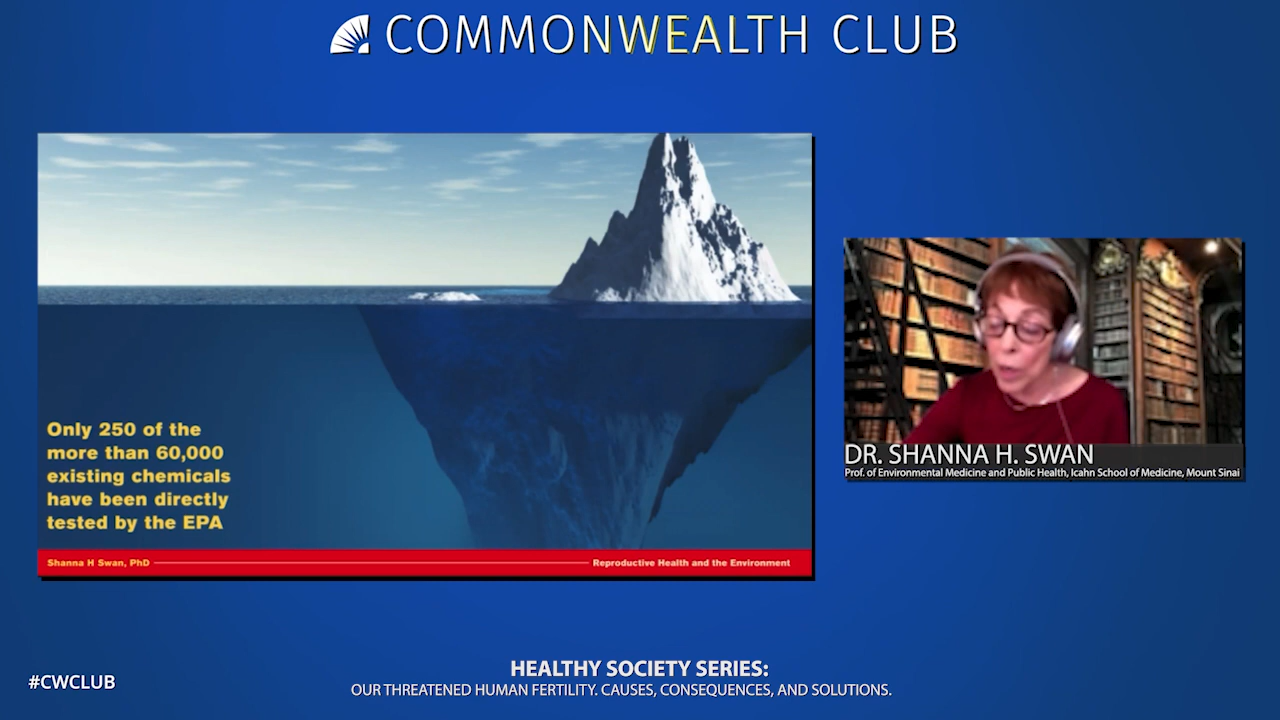 COMMONWEALTH CLUB
Only 250 of the
more than 60,000
existing chemicals
have been directly
tested by the EPA
Shanna H Swan, PhD
Reproductive Health and the Environment
DR. SHANNA H. SWAN
Prof. of Environmental Medicine and Public Health, Icahn School of Medicine, Mount Sinai
HEALTHY SOCIETY SERIES:
#CWCLUB
OUR THREATENED HUMAN FERTILITY. CAUSES, CONSEQUENCES, AND SOLUTIONS.